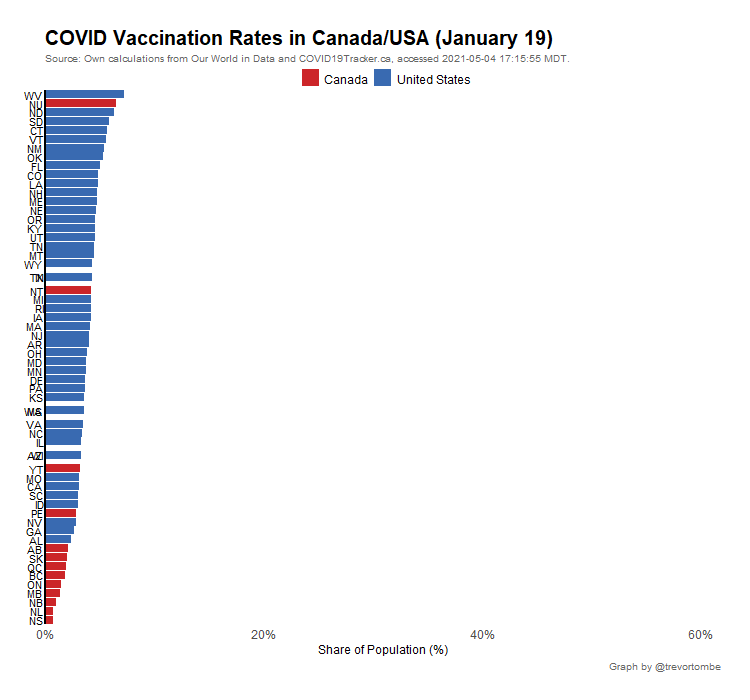 COVID Vaccination Rates in Canada/USA (January 19)
Source: Own calculations from Our World in Data and COVID19Tracker.ca, accessed 2021-05-04 17:15:55 MDT.
Canada United States
WV
NU
ND
SD
CT
VT
NM
OK
FL
CO
LA
NH
ME
NE
OR
KY
UT
TN
MT
WY
NT
MI
RI
IA
MA
NJ
AR
OH
MD
MN
DE
PA
KS
VA
NC
IL
YT
MO
CA
SC
ID
PE
NV
GA
AL
AB
SK
QC
BC
ON
MB
NB
NL
NS
0% 20% 40% 60%
Share of Population (%)
Graph by @trevortombe